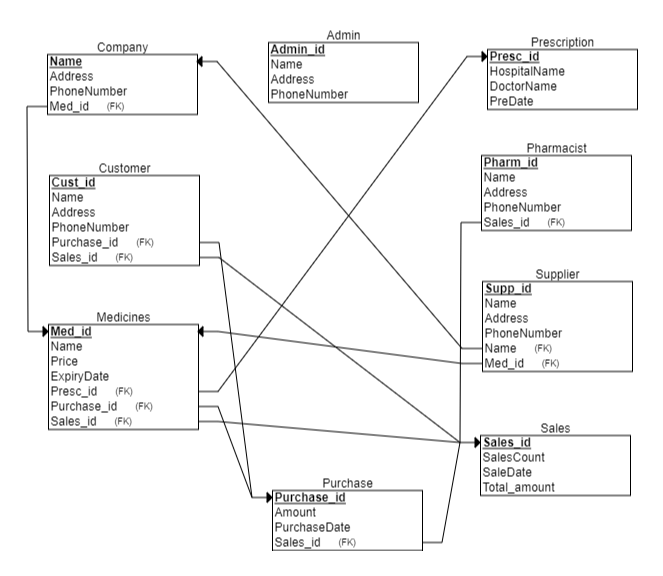 Company
Name
Address
PhoneNumber
Med_id (FK)
Admin
Admin_id
Name
Address
PhoneNumber
Prescription
Presc_id
HospitalName
DoctorName
PreDate
Customer
Cust_id
Name
Address
PhoneNumber
Purchase_id (FK)
Sales_id (FK)
Pharmacist
Pharm_id
Name
Address
PhoneNumber
Sales_id (FK)
Supplier
Supp_id
Name
Address
PhoneNumber
Name (FK)
Med_id (FK)
Medicines
Med_id
Name
Price
ExpiryDate
Presc_id (FK)
Purchase_id (FK)
Sales_id (FK)
Sales
Sales_id
SalesCount
SaleDate
Total_amount
Purchase
Purchase_id
Amount
PurchaseDate
Sales_id (FK)